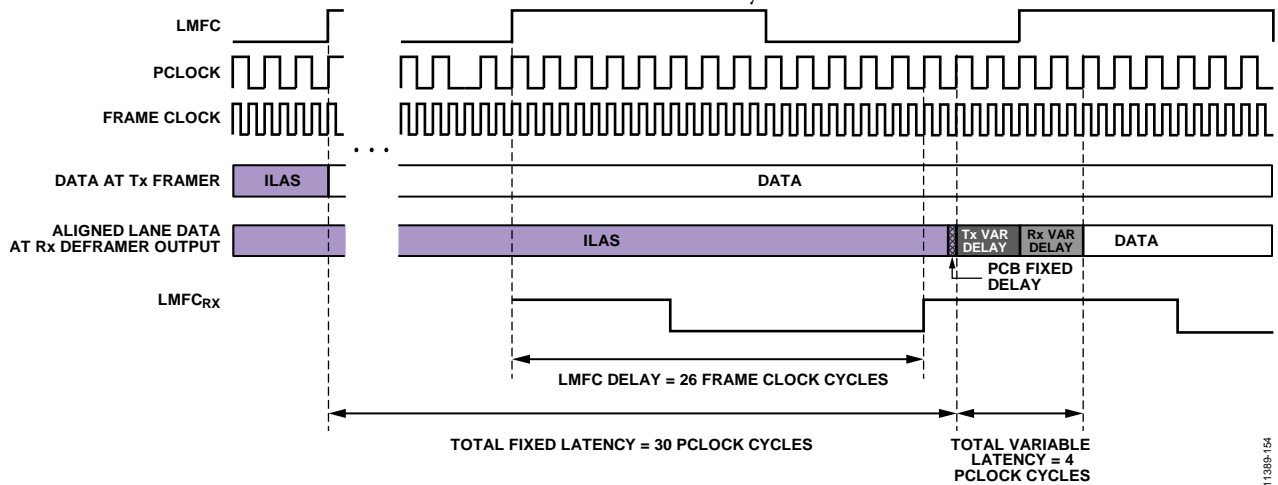 LMFC
PCLOCK
FRAME CLOCK
. . .
DATA AT Tx FRAMER
ILAS
DATA
ALIGNED LANE DATA
AT Rx DEFRAMER OUTPUT
ILAS
Tx VAR
DELAY
Rx VAR
DELAY
DATA
PCB FIXED
DELAY
LMFCRX
LMFC DELAY = 26 FRAME CLOCK CYCLES
TOTAL FIXED LATENCY = 30 PCLOCK CYCLES
TOTAL VARIABLE
LATENCY = 4
PCLOCK CYCLES
11389-154